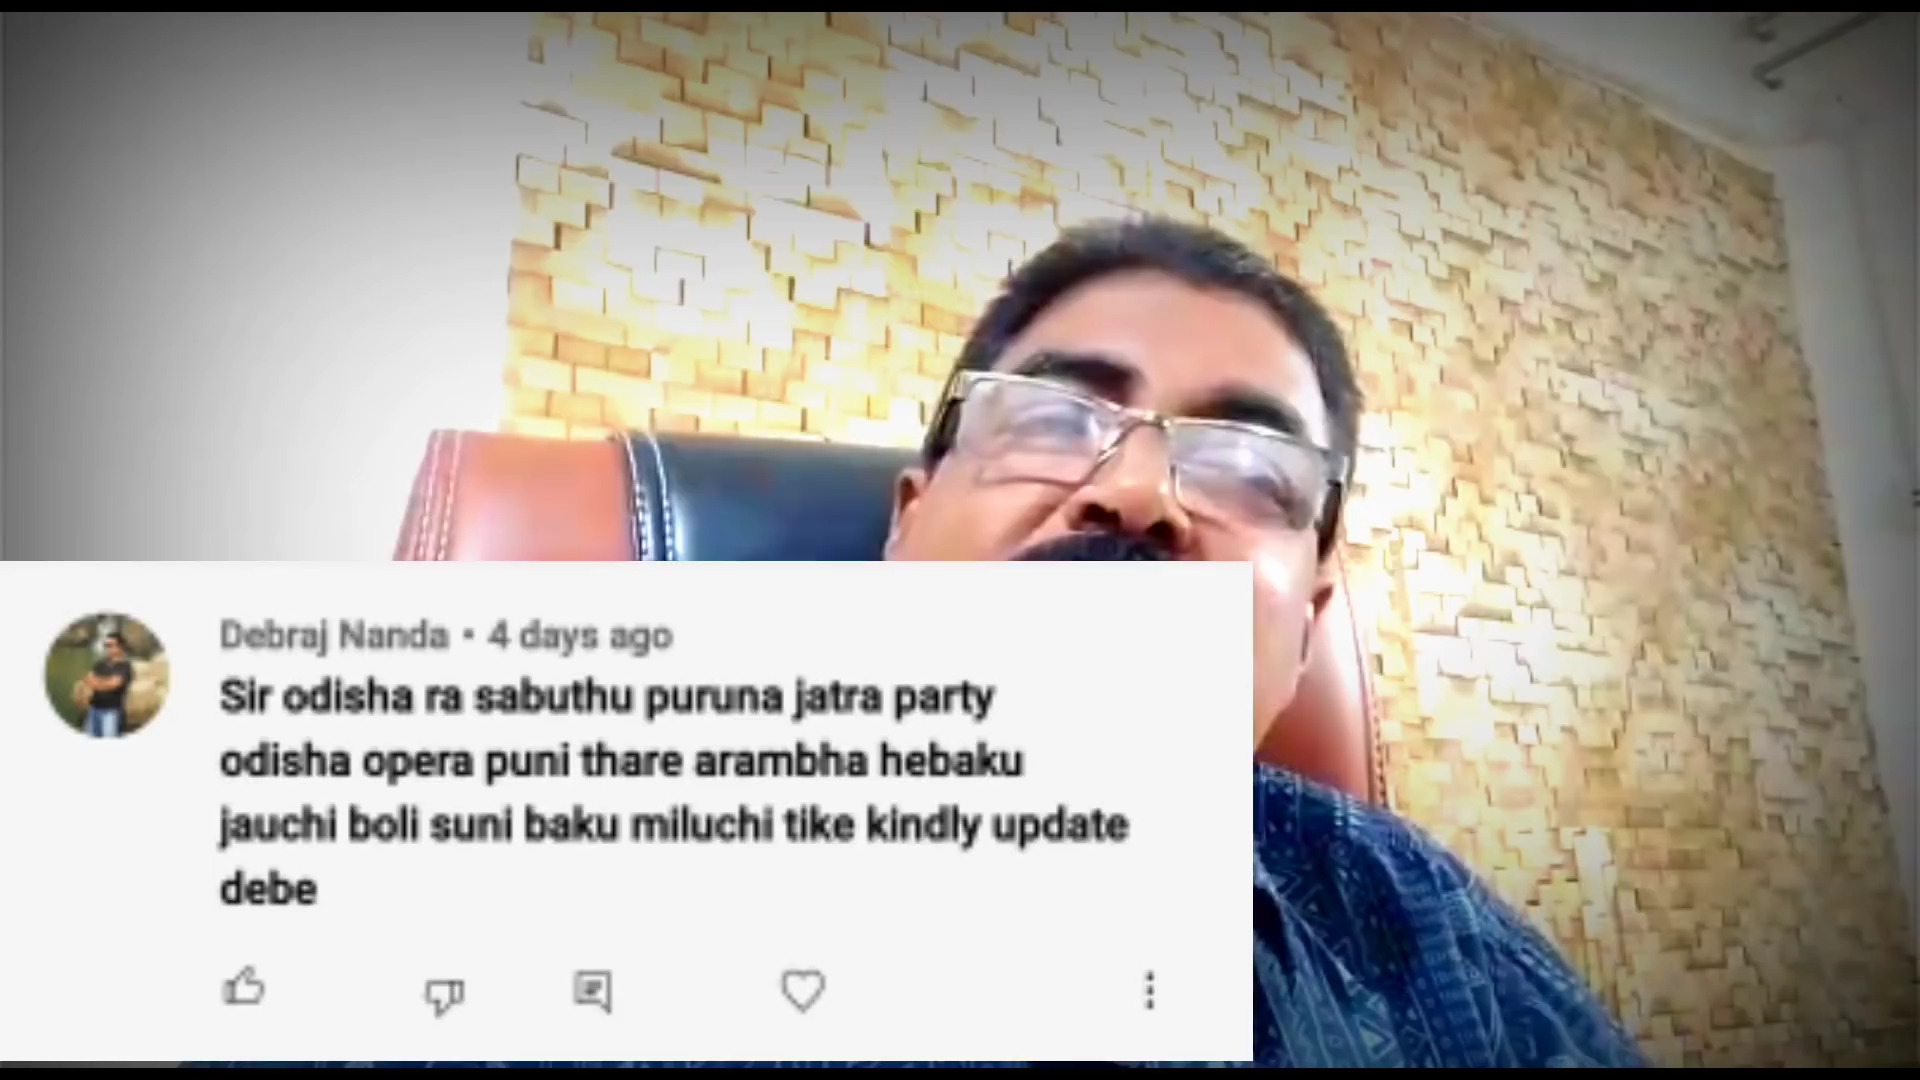 Debraj Nanda • 4 days ago
Sir odisha ra sabuthu puruna jatra party
odisha opera puni thare arambha hebaku
jauchi boli suni baku miluchi tike kindly update
debe